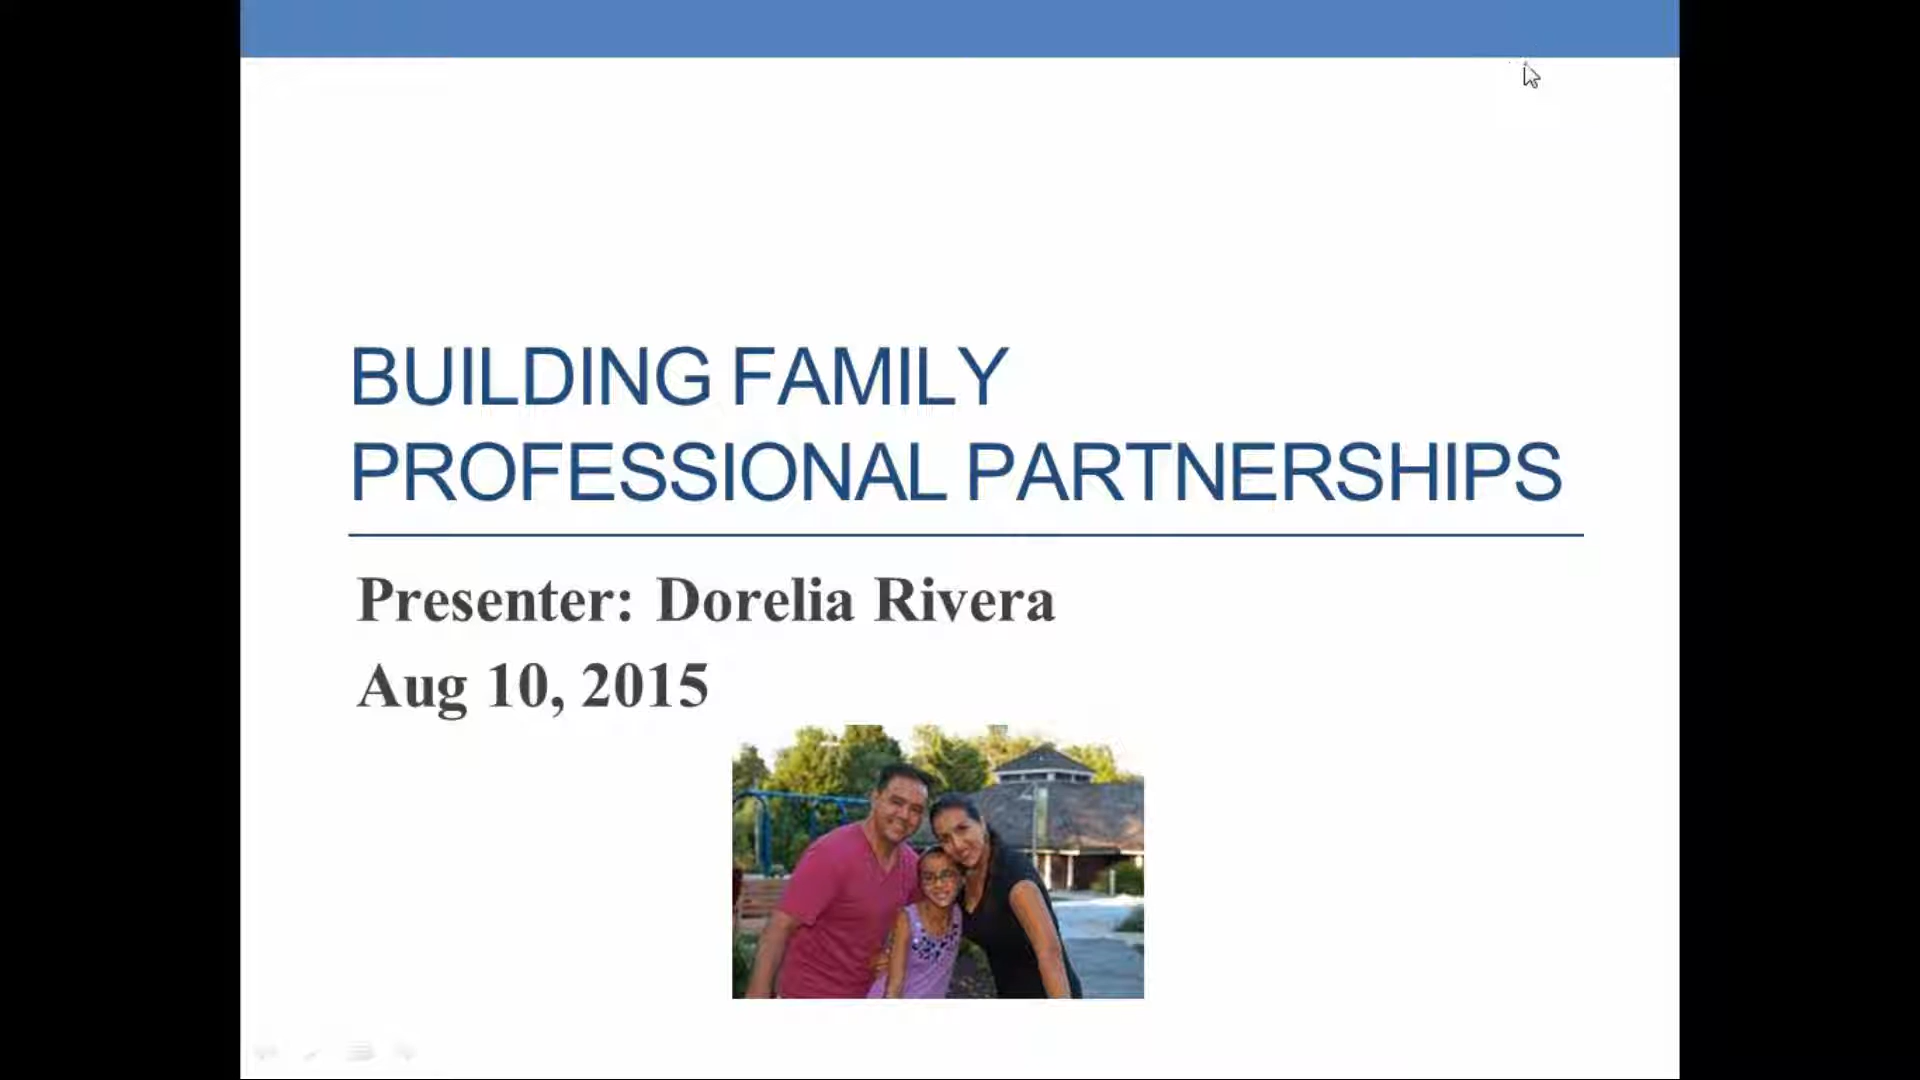 BUILDING FAMILY
PROFESSIONAL PARTNERSHIPS
Presenter: Dorelia Rivera
Aug 10, 2015